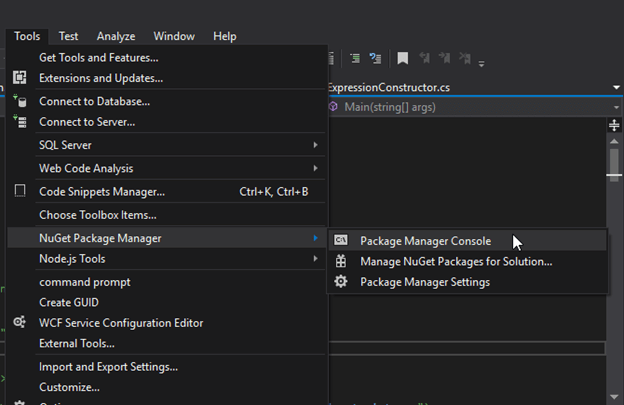 Tools Test Analyze Window Help
Get Tools and Features...
Extensions and Updates...
ExpressionConstructor.cs
Connect to Database...
Main(string[] args)
Connect to Server...
SQL Server
Web Code Analysis
Code Snippets Manager... Ctrl+K, Ctrl+B
Choose Toolbox Items...
NuGet Package Manager
Package Manager Console
Node.js Tools
Manage NuGet Packages for Solution...
command prompt
Package Manager Settings
Create GUID
WCF Service Configuration Editor
External Tools...
Import and Export Settings...
Customize...